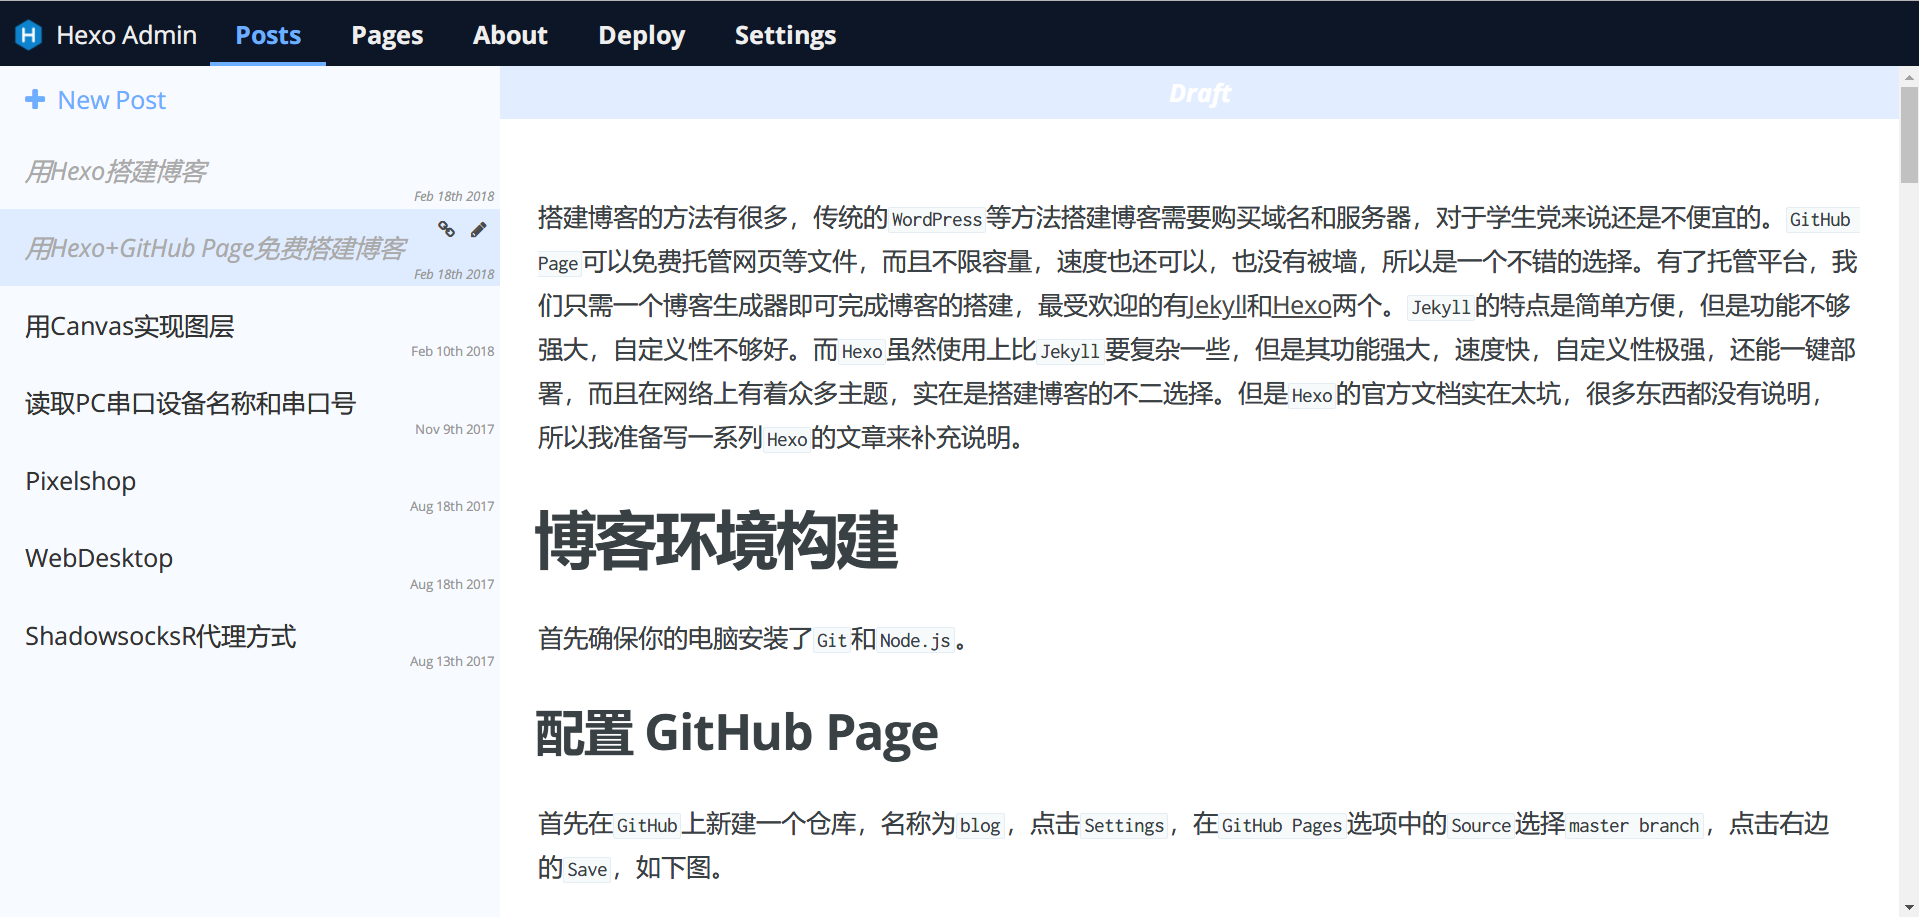 Hexo Admin Posts Pages About Deploy Settings
New Post
用Hexo搭建博客
Feb 18th 2018
用Hexo+GitHub Page免费搭建博客
Feb 18th 2018
用Canvas实现图层
Feb 10th 2018
读取PC串口设备名称和串口号
Nov 9th 2017
Pixelshop
Aug 18th 2017
WebDesktop
Aug 18th 2017
ShadowsocksR代理方式
Aug 13th 2017
Draft
搭建博客的方法有很多，传统的WordPress等方法搭建博客需要购买域名和服务器，对于学生党来说还是不便宜的。GitHub
Page可以免费托管网页等文件，而且不限容量，速度也还可以，也没有被墙，所以是一个不错的选择。有了托管平台，我
们只需一个博客生成器即可完成博客的搭建，最受欢迎的有Jekyll和Hexo两个。Jekyll的特点是简单方便，但是功能不够
强大，自定义性不够好。而Hexo虽然使用上比Jekyll要复杂一些，但是其功能强大，速度快，自定义性极强，还能一键部
署，而且在网络上有着众多主题，实在是搭建博客的不二选择。但是Hexo的官方文档实在太坑，很多东西都没有说明，
所以我准备写一系列Hexo的文章来补充说明。
博客环境构建
首先确保你的电脑安装了Git和Node.js。
配置 GitHub Page
首先在GitHub上新建一个仓库，名称为blog，点击Settings，在GitHub Pages选项中的Source选择master branch，点击右边
的Save，如下图。